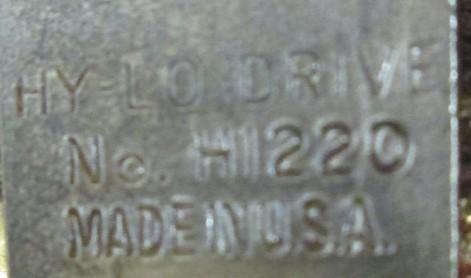 HY-LO DRIVE
No. H1220
MADE IN U.S.A.